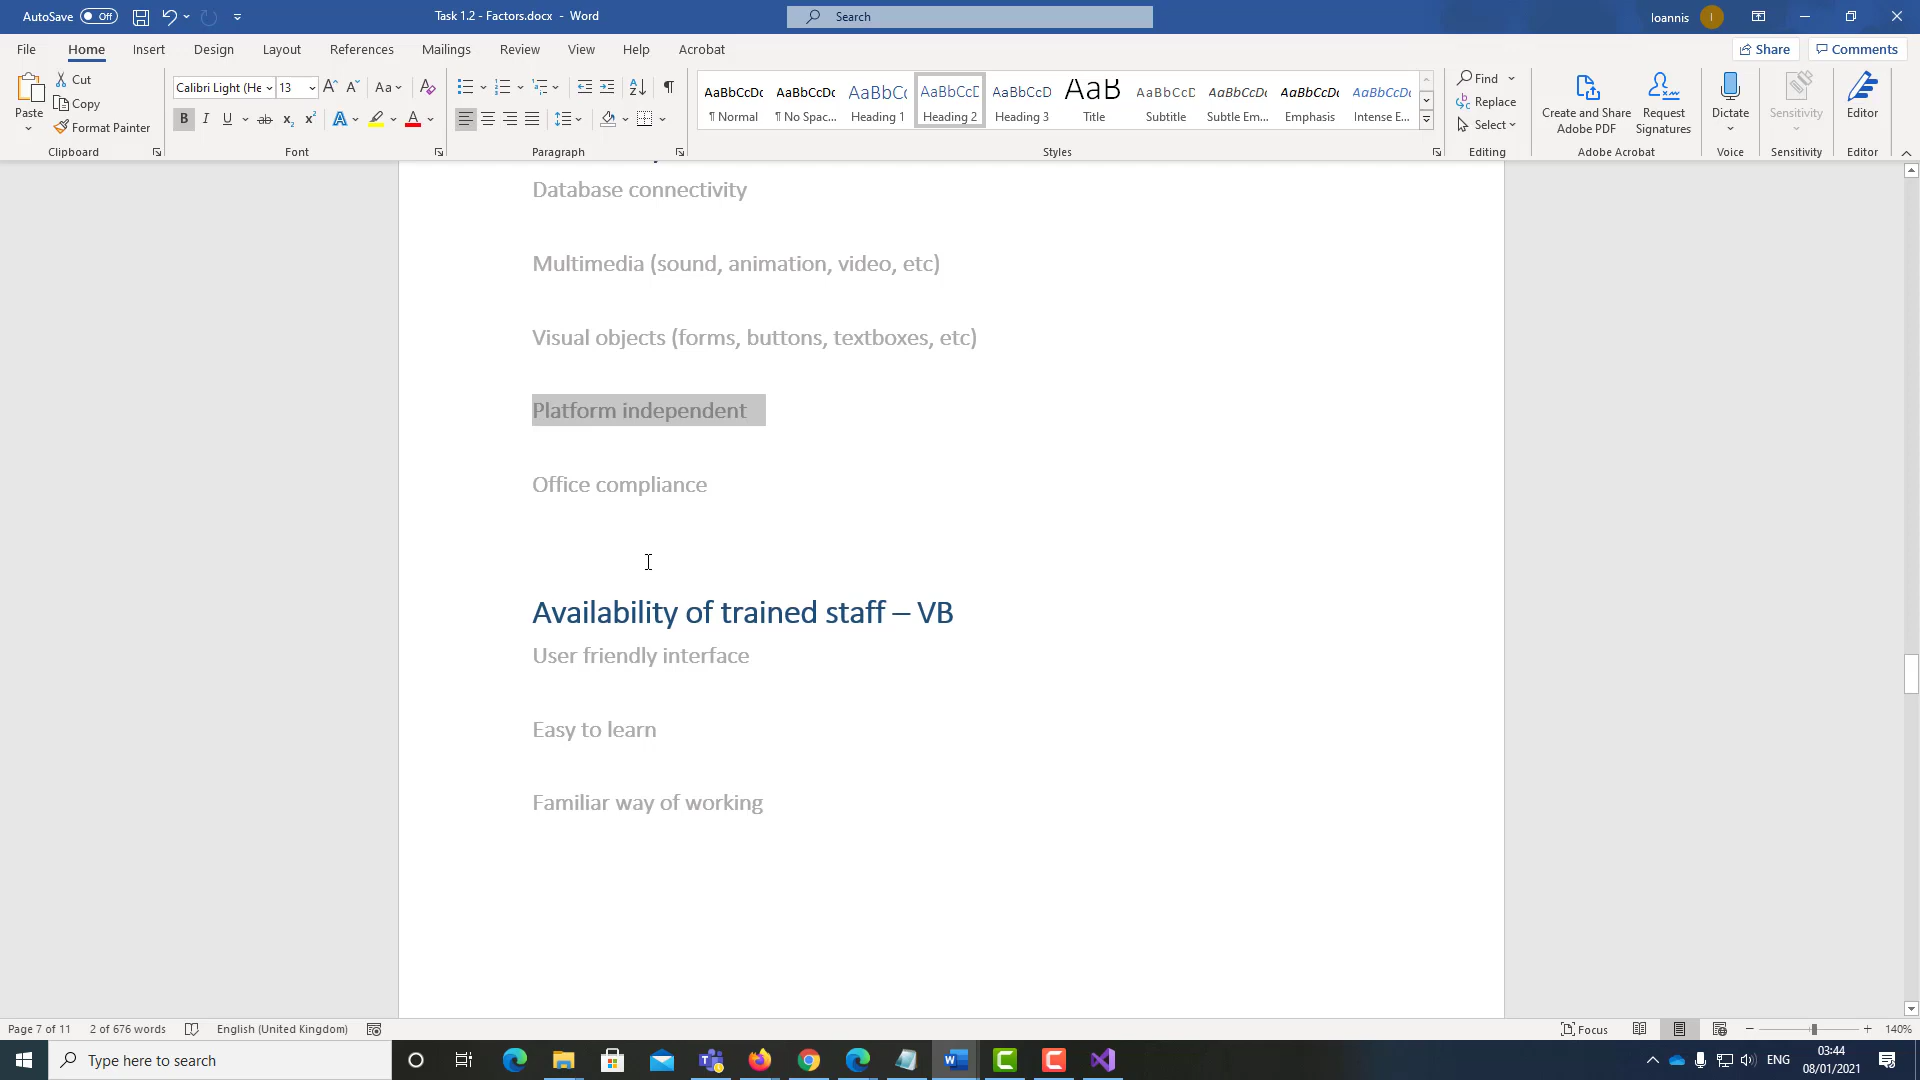 AutoSave Off Task 1.2 - Factors.docx - Word Search Ioannis I
File Home Insert Design Layout References Mailings Review View Help Acrobat Share Comments
Paste Cut Copy Format Painter Clipboard
Calibri Light (He 13 Font
Paragraph
AaBbCcDc ¶ Normal
AaBbCcDc ¶ No Spac...
AaBbCc Heading 1
AaBbCcD Heading 2
AaBbCcD Heading 3
AaB Title
AaBbCcD Subtitle
AaBbCcDc Subtle Em...
AaBbCcDc Emphasis
AaBbCcDc Intense E...
Styles
Find Replace Select Editing
Create and Share Adobe PDF Request Signatures Adobe Acrobat
Dictate Voice
Sensitivity Sensitivity
Editor Editor
Database connectivity
Multimedia (sound, animation, video, etc)
Visual objects (forms, buttons, textboxes, etc)
Platform independent
Office compliance
Availability of trained staff – VB
User friendly interface
Easy to learn
Familiar way of working
Page 7 of 11 2 of 676 words English (United Kingdom) Focus 140%
Type here to search ENG 03:44
08/01/2021